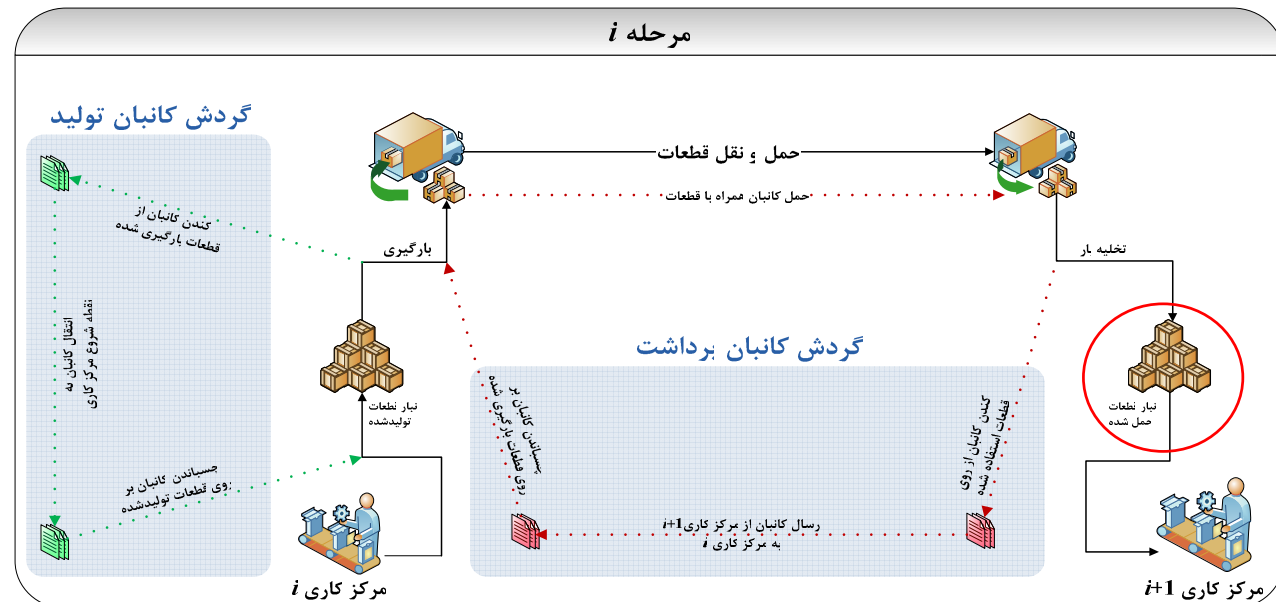 مرحله i
گردش کانبان تولید
حمل و نقل قطعات
حمل کانبان همراه با قطعات
کندن کانبان از
قطعات بارگیری شده
بارگیری
تخلیه بار
انتقال کانبان به
نقطه شروع مرکز کاری
گردش کانبان برداشت
نبار قطعات
تولیدشده
چسباندن کانبان بر
روی قطعات بارگیری شده
کندن کانبان از روی
قطعات استفاده شده
نبار قطعات
حمل شده
چسباندن کانبان بر
روی قطعات تولیدشده
رسال کانبان از مرکز کاری i+1
به مرکز کاری i
مرکز کاری i
مرکز کاری i+1